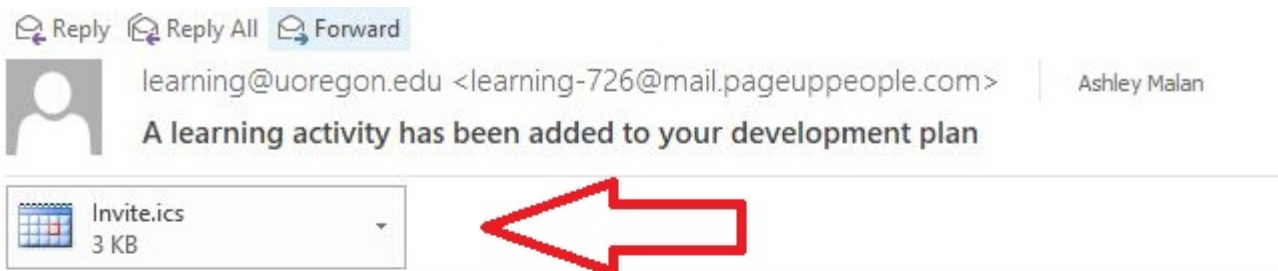 Reply Reply All Forward
learning@uoregon.edu <learning-726@mail.pageuppeople.com> Ashley Malan
A learning activity has been added to your development plan
Invite.ics
3 KB